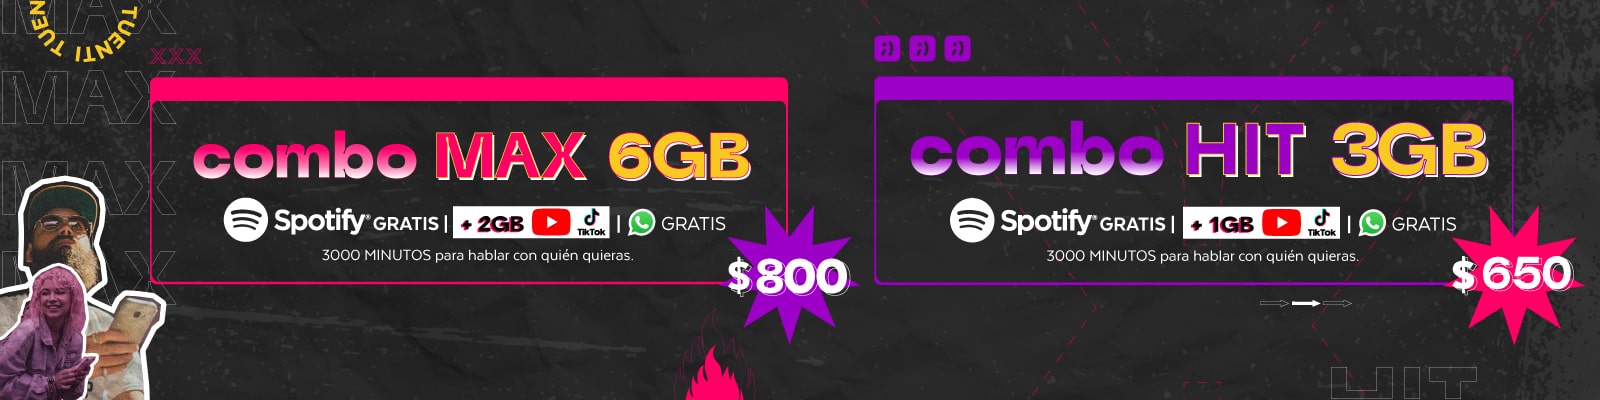 TUENTI TUEN
MAX
XXX
MAX
MAX
MAX
combo MAX 6GB
Spotify® GRATIS | + 2GB TikTok | GRATIS
3000 MINUTOS para hablar con quién quieras.
$800
;) ;) ;)
combo HIT 3GB
Spotify® GRATIS | + 1GB TikTok | GRATIS
3000 MINUTOS para hablar con quién quieras.
$650
HIT